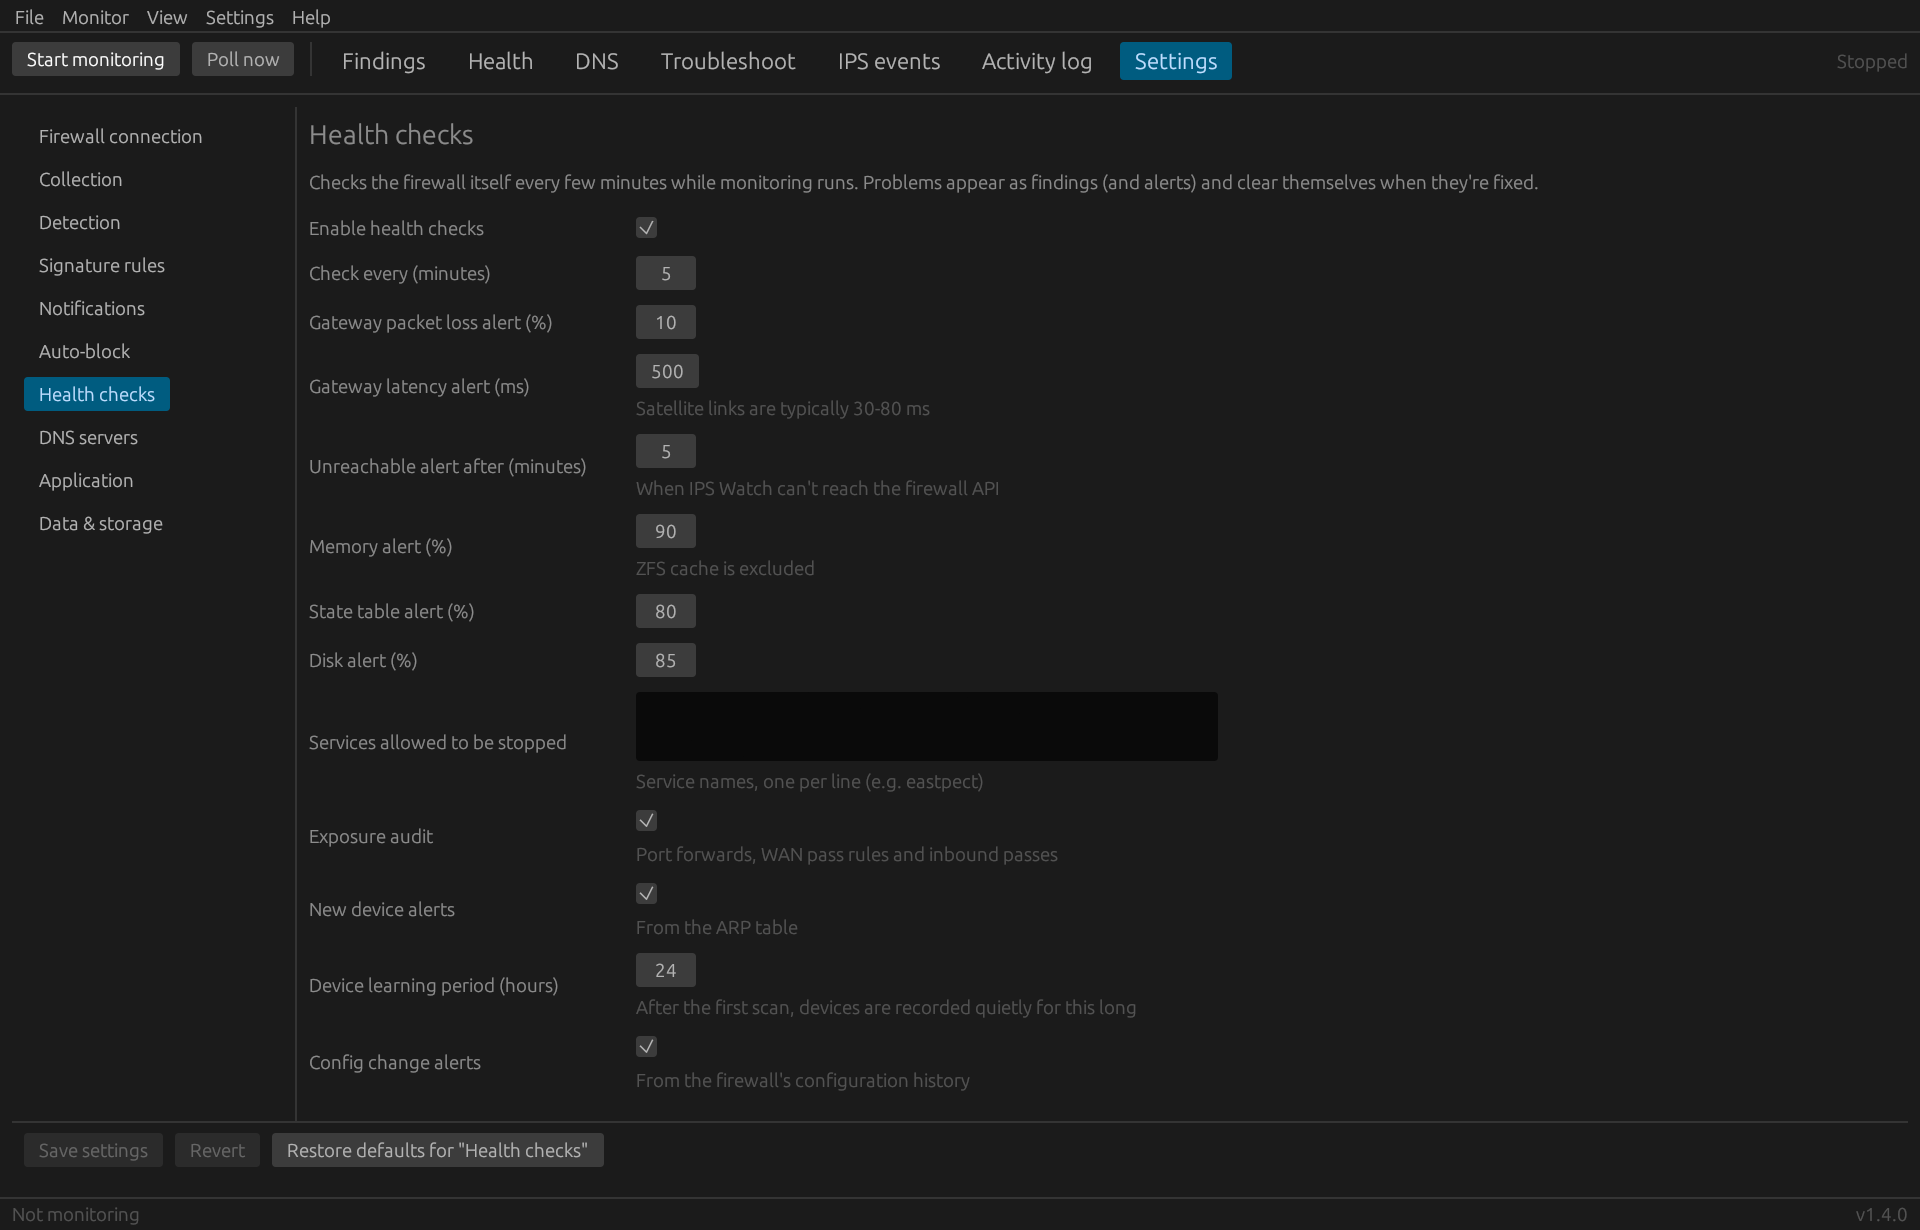 File Monitor View Settings Help
Start monitoring Poll now Findings Health DNS Troubleshoot IPS events Activity log Settings Stopped
Firewall connection
Collection
Detection
Signature rules
Notifications
Auto-block
Health checks
DNS servers
Application
Data & storage
Health checks
Checks the firewall itself every few minutes while monitoring runs. Problems appear as findings (and alerts) and clear themselves when they're fixed.
Enable health checks
Check every (minutes) 5
Gateway packet loss alert (%) 10
Gateway latency alert (ms) 500
Satellite links are typically 30-80 ms
Unreachable alert after (minutes) 5
When IPS Watch can't reach the firewall API
Memory alert (%) 90
ZFS cache is excluded
State table alert (%) 80
Disk alert (%) 85
Services allowed to be stopped
Service names, one per line (e.g. eastpect)
Exposure audit
Port forwards, WAN pass rules and inbound passes
New device alerts
From the ARP table
Device learning period (hours) 24
After the first scan, devices are recorded quietly for this long
Config change alerts
From the firewall's configuration history
Save settings Revert Restore defaults for "Health checks"
Not monitoring v1.4.0